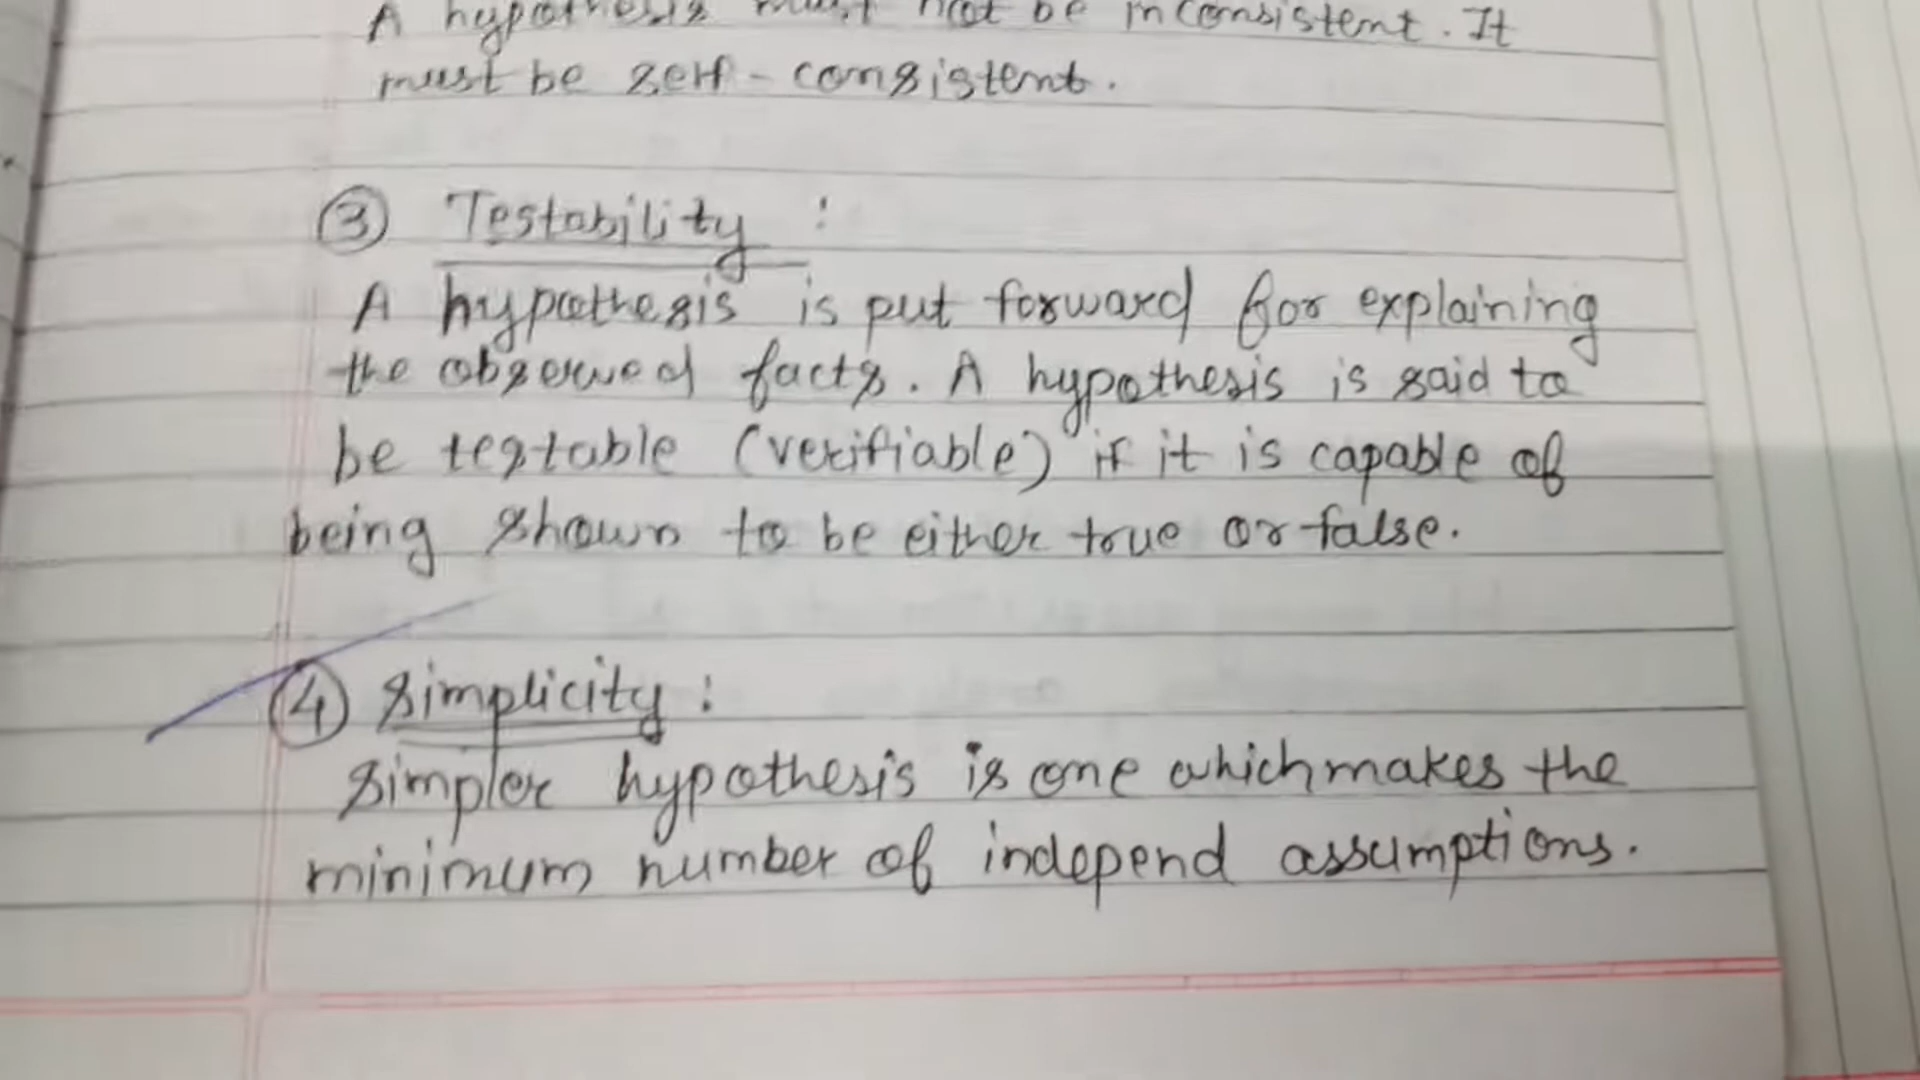 A hypothesis must not be inconsistent. It
must be self-consistent.
③ Testability :
A hypothesis is put forward for explaining
the observed facts. A hypothesis is said to
be testable (verifiable) if it is capable of
being shown to be either true or false.
④ Simplicity :
Simpler hypothesis is one which makes the
minimum number of independ assumptions.